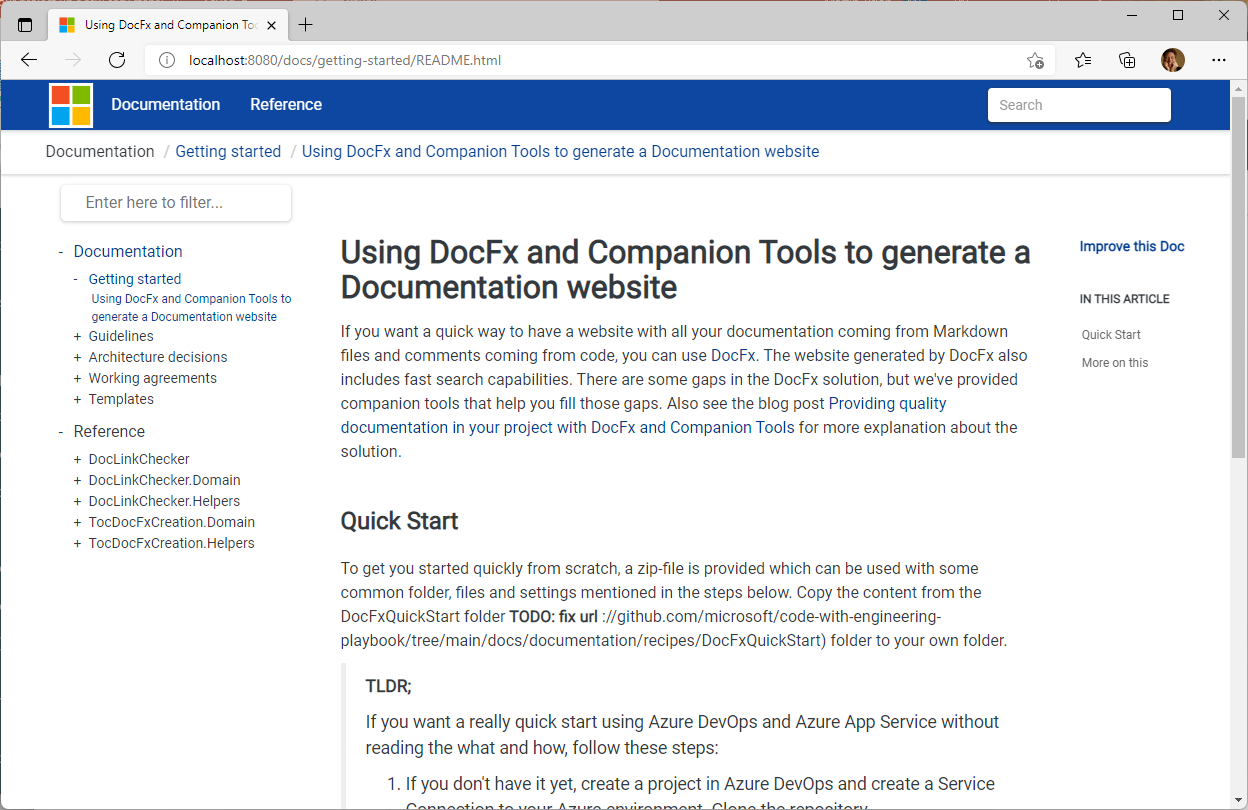 Using DocFx and Companion To
localhost:8080/docs/getting-started/README.html
Documentation Reference Search
Documentation / Getting started / Using DocFx and Companion Tools to generate a Documentation website
Enter here to filter...
- Documentation
- Getting started
Using DocFx and Companion Tools to
generate a Documentation website
+ Guidelines
+ Architecture decisions
+ Working agreements
+ Templates
- Reference
+ DocLinkChecker
+ DocLinkChecker.Domain
+ DocLinkChecker.Helpers
+ TocDocFxCreation.Domain
+ TocDocFxCreation.Helpers
Using DocFx and Companion Tools to generate a
Documentation website
If you want a quick way to have a website with all your documentation coming from Markdown
files and comments coming from code, you can use DocFx. The website generated by DocFx also
includes fast search capabilities. There are some gaps in the DocFx solution, but we've provided
companion tools that help you fill those gaps. Also see the blog post Providing quality
documentation in your project with DocFx and Companion Tools for more explanation about the
solution.
Quick Start
To get you started quickly from scratch, a zip-file is provided which can be used with some
common folder, files and settings mentioned in the steps below. Copy the content from the
DocFxQuickStart folder TODO: fix url ://github.com/microsoft/code-with-engineering-
playbook/tree/main/docs/documentation/recipes/DocFxQuickStart) folder to your own folder.
TLDR;
If you want a really quick start using Azure DevOps and Azure App Service without
reading the what and how, follow these steps:
1. If you don't have it yet, create a project in Azure DevOps and create a Service
Connection to your Azure environment. Clone the repository.
Improve this Doc
IN THIS ARTICLE
Quick Start
More on this